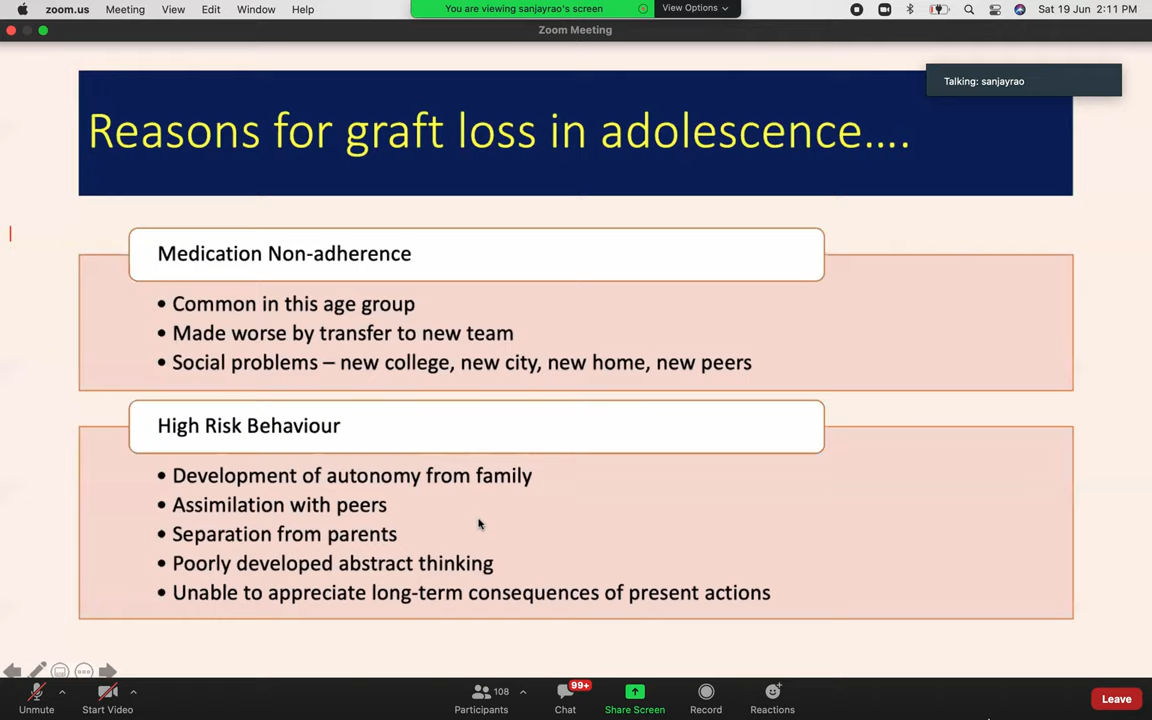 zoom.us Meeting View Edit Window Help
You are viewing sanjayrao's screen
View Options
Sat 19 Jun 2:11 PM
Zoom Meeting
Talking: sanjayrao
Reasons for graft loss in adolescence....
Medication Non-adherence
• Common in this age group
• Made worse by transfer to new team
• Social problems – new college, new city, new home, new peers
High Risk Behaviour
• Development of autonomy from family
• Assimilation with peers
• Separation from parents
• Poorly developed abstract thinking
• Unable to appreciate long-term consequences of present actions
108
99+
Unmute
Start Video
Participants
Chat
Share Screen
Record
Reactions
Leave